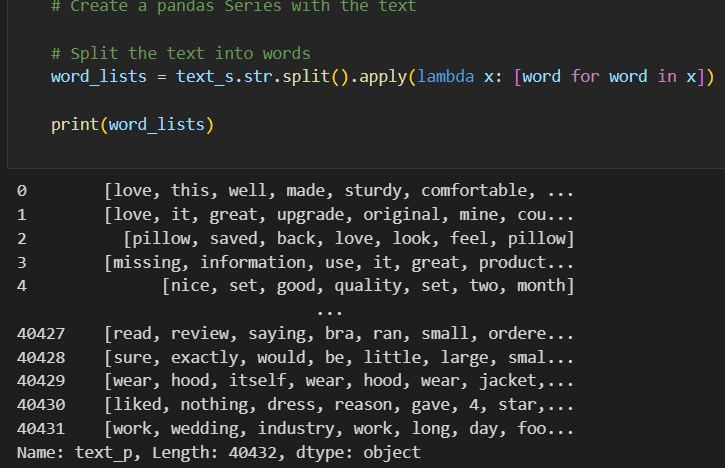 # Create a pandas Series with the text
# Split the text into words
word_lists = text_s.str.split().apply(lambda x: [word for word in x])
print(word_lists)
0 [love, this, well, made, sturdy, comfortable, ...
1 [love, it, great, upgrade, original, mine, cou...
2 [pillow, saved, back, love, look, feel, pillow]
3 [missing, information, use, it, great, product...
4 [nice, set, good, quality, set, two, month]
...
40427 [read, review, saying, bra, ran, small, ordere...
40428 [sure, exactly, would, be, little, large, smal...
40429 [wear, hood, itself, wear, hood, wear, jacket,...
40430 [liked, nothing, dress, reason, gave, 4, star,...
40431 [work, wedding, industry, work, long, day, foo...
Name: text_p, Length: 40432, dtype: object